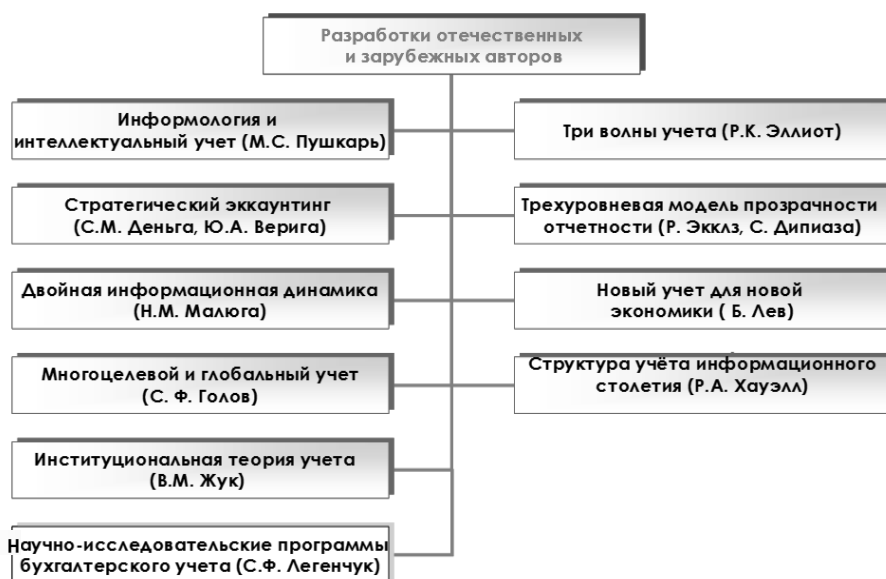 Разработки отечественных
и зарубежных авторов
Информология и
интеллектуальный учет (М.С. Пушкарь)
Стратегический эккаунтинг
(С.М. Деньга, Ю.А. Верига)
Двойная информационная динамика
(Н.М. Малюга)
Многоцелевой и глобальный учет
(С. Ф. Голов)
Институциональная теория учета
(В.М. Жук)
Научно-исследовательские программы
бухгалтерского учета (С.Ф. Легенчук)
Три волны учета (Р.К. Эллиот)
Трехуровневая модель прозрачности
отчетности (Р. Экклз, С. Дипиаза)
Новый учет для новой
экономики ( Б. Лев)
Структура учёта информационного
столетия (Р.А. Хауэлл)